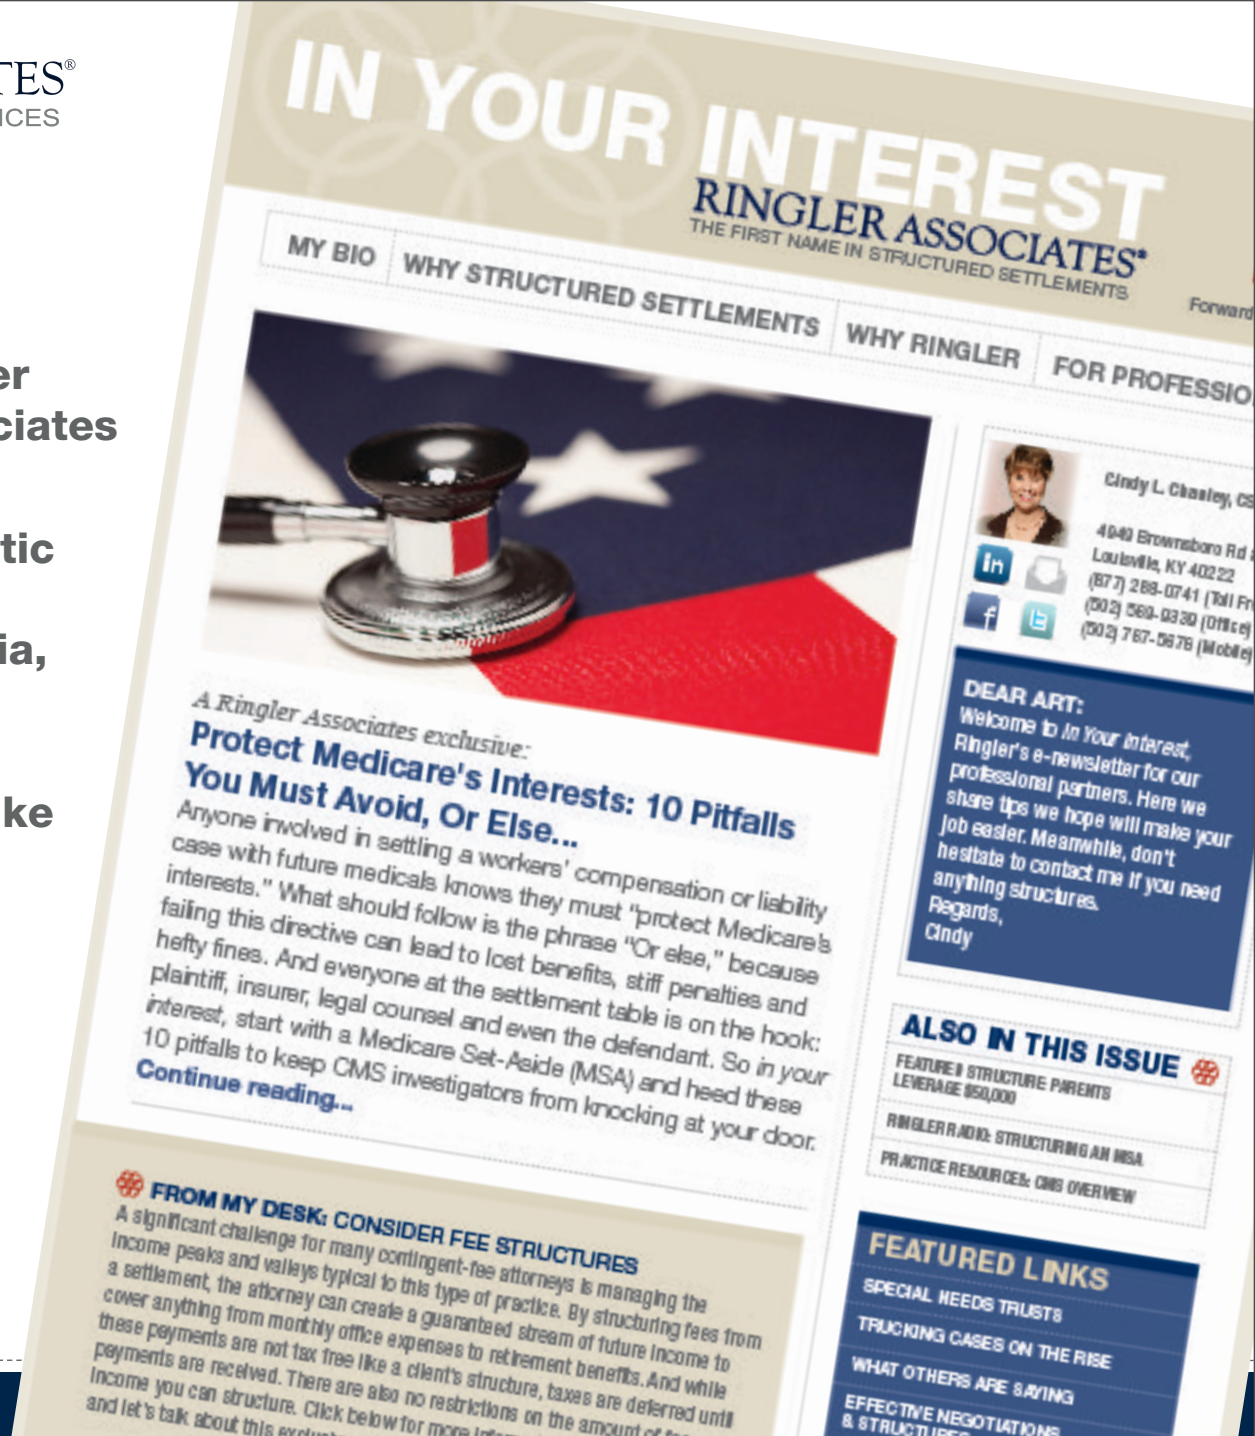 TES®
ICES
er
ciates
tic
ia,
ke
IN YOUR INTEREST
RINGLER ASSOCIATES®
THE FIRST NAME IN STRUCTURED SETTLEMENTS
Forward
MY BIO
WHY STRUCTURED SETTLEMENTS
WHY RINGLER
FOR PROFESSIO
A Ringler Associates exclusive:
Protect Medicare's Interests: 10 Pitfalls
You Must Avoid, Or Else...
Anyone involved in settling a workers' compensation or liability
case with future medicals knows they must "protect Medicare's
interests." What should follow is the phrase "Or else," because
failing this directive can lead to lost benefits, stiff penalties and
hefty fines. And everyone at the settlement table is on the hook:
plaintiff, insurer, legal counsel and even the defendant. So in your
interest, start with a Medicare Set-Aside (MSA) and heed these
10 pitfalls to keep CMS investigators from knocking at your door.
Continue reading...
FROM MY DESK: CONSIDER FEE STRUCTURES
A significant challenge for many contingent-fee attorneys is managing the
income peaks and valleys typical to this type of practice. By structuring fees from
a settlement, the attorney can create a guaranteed stream of future income to
cover anything from monthly office expenses to retirement benefits. And while
these payments are not tax free like a client's structure, taxes are deferred until
payments are received. There are also no restrictions on the amount of fee
income you can structure. Click below for more
and let's talk about this
Cindy L. Chanley, CS
4949 Brownsboro Rd
Louisville, KY 40222
(877) 288-0741 (Toll Fr
(502) 569-9339 (Office)
(502) 767-5678 (Mobile)
in
f
t
DEAR ART:
Welcome to In Your Interest,
Ringler's e-newsletter for our
professional partners. Here we
share tips we hope will make your
job easier. Meanwhile, don't
hesitate to contact me if you need
anything structures.
Regards,
Cindy
ALSO IN THIS ISSUE
FEATURED STRUCTURE: PARENTS
LEVERAGE $50,000
RINGLER RADIO: STRUCTURING AN MSA
PRACTICE RESOURCES: CMS OVERVIEW
FEATURED LINKS
SPECIAL NEEDS TRUSTS
TRUCKING CASES ON THE RISE
WHAT OTHERS ARE SAYING
EFFECTIVE NEGOTIATIONS
& STRUCTURES